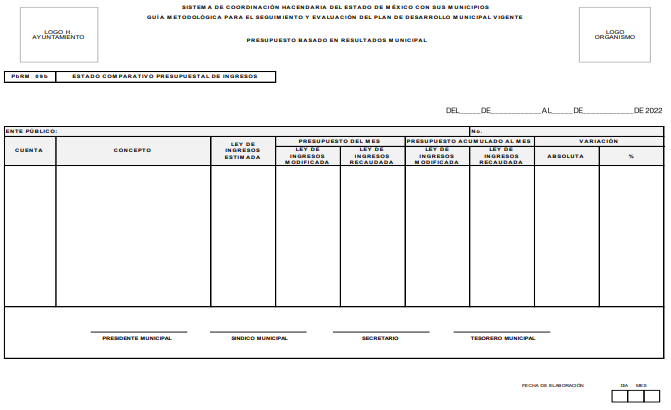 SISTEMA DE COORDINACIÓN HACENDARIA DEL ESTADO DE MÉXICO CON SUS MUNICIPIOS
GUÍA METODOLÓGICA PARA EL SEGUIMIENTO Y EVALUACIÓN DEL PLAN DE DESARROLLO MUNICIPAL VIGENTE
LOGO H.
AYUNTAMIENTO
LOGO
ORGANISMO
PRESUPUESTO BASADO EN RESULTADOS MUNICIPAL
PbRM 09b ESTADO COMPARATIVO PRESUPUESTAL DE INGRESOS
DEL_____DE____________AL_____DE_____________DE 2022
ENTE PÚBLICO: No.
CUENTA
CONCEPTO
LEY DE
INGRESOS
ESTIMADA
PRESUPUESTO DEL MES
LEY DE
INGRESOS
MODIFICADA
LEY DE
INGRESOS
RECAUDADA
PRESUPUESTO ACUMULADO AL MES
LEY DE
INGRESOS
MODIFICADA
LEY DE
INGRESOS
RECAUDADA
VARIACIÓN
ABSOLUTA
%
PRESIDENTE MUNICIPAL SINDICO MUNICIPAL SECRETARIO TESORERO MUNICIPAL
FECHA DE ELABORACIÓN DIA MES